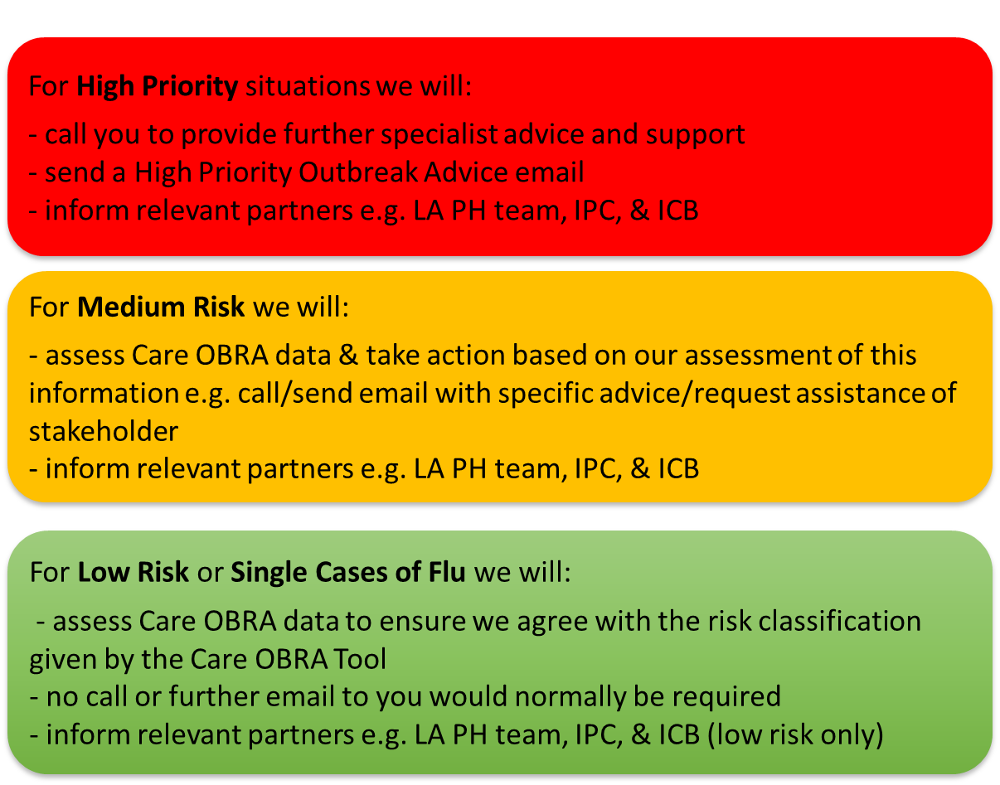 For High Priority situations we will:
- call you to provide further specialist advice and support
- send a High Priority Outbreak Advice email
- inform relevant partners e.g. LA PH team, IPC, & ICB
For Medium Risk we will:
- assess Care OBRA data & take action based on our assessment of this
information e.g. call/send email with specific advice/request assistance of
stakeholder
- inform relevant partners e.g. LA PH team, IPC, & ICB
For Low Risk or Single Cases of Flu we will:
- assess Care OBRA data to ensure we agree with the risk classification
given by the Care OBRA Tool
- no call or further email to you would normally be required
- inform relevant partners e.g. LA PH team, IPC, & ICB (low risk only)